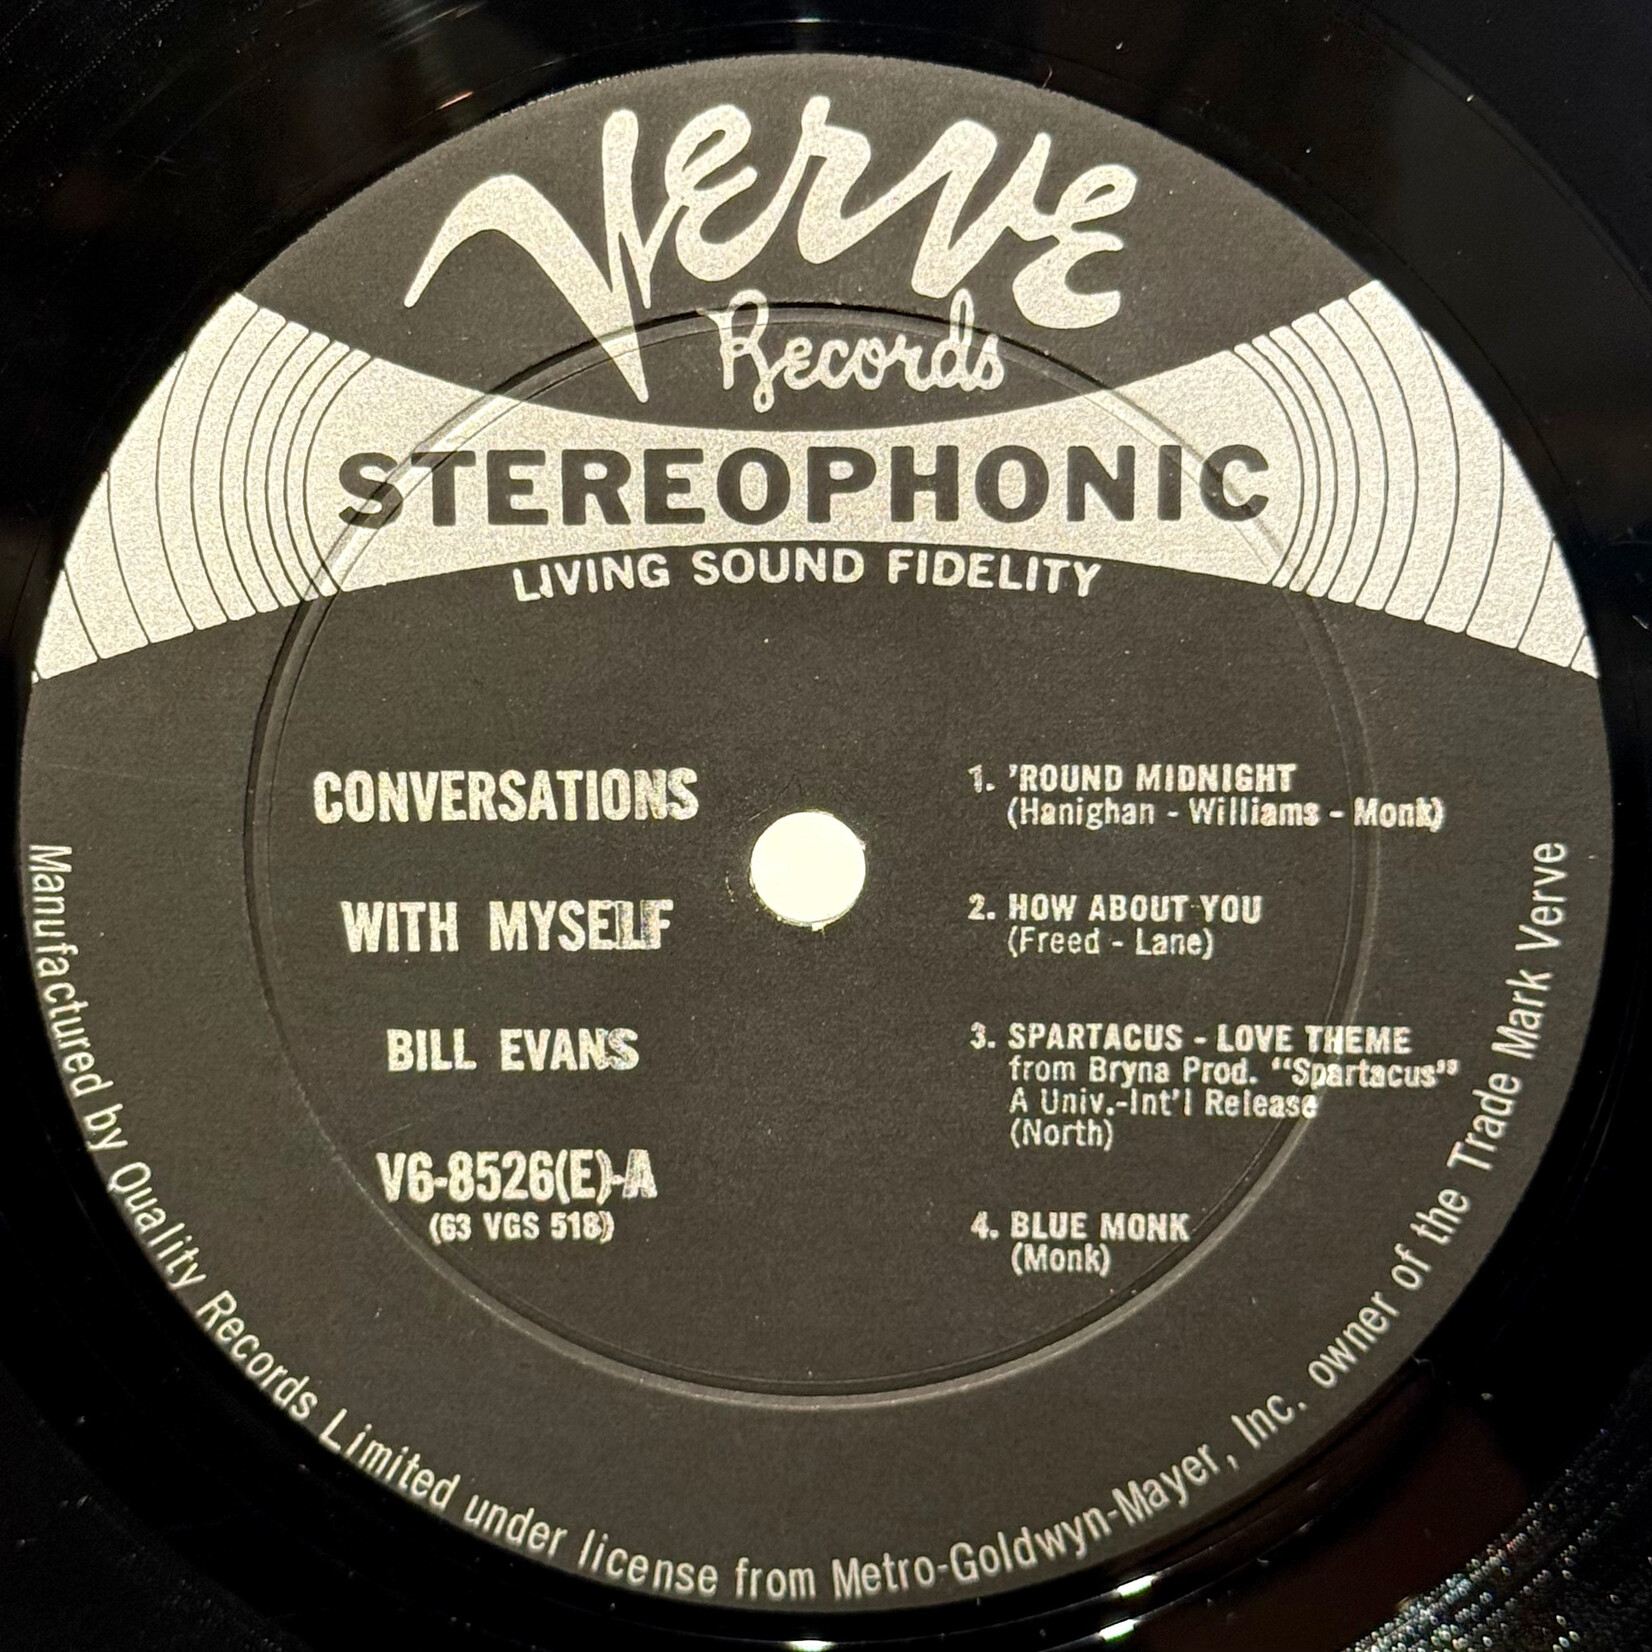 Verve
Records
STEREOPHONIC
LIVING SOUND FIDELITY
CONVERSATIONS
WITH MYSELF
BILL EVANS
V6-8526(E)-A
(63 VGS 518)
1. 'ROUND MIDNIGHT
(Hanighan - Williams - Monk)
2. HOW ABOUT YOU
(Freed - Lane)
3. SPARTACUS - LOVE THEME
from Bryna Prod. "Spartacus"
A Univ.-Int'l Release
(North)
4. BLUE MONK
(Monk)
Manufactured by Quality Records Limited under license from Metro-Goldwyn-Mayer, Inc. owner of the Trade Mark Verve